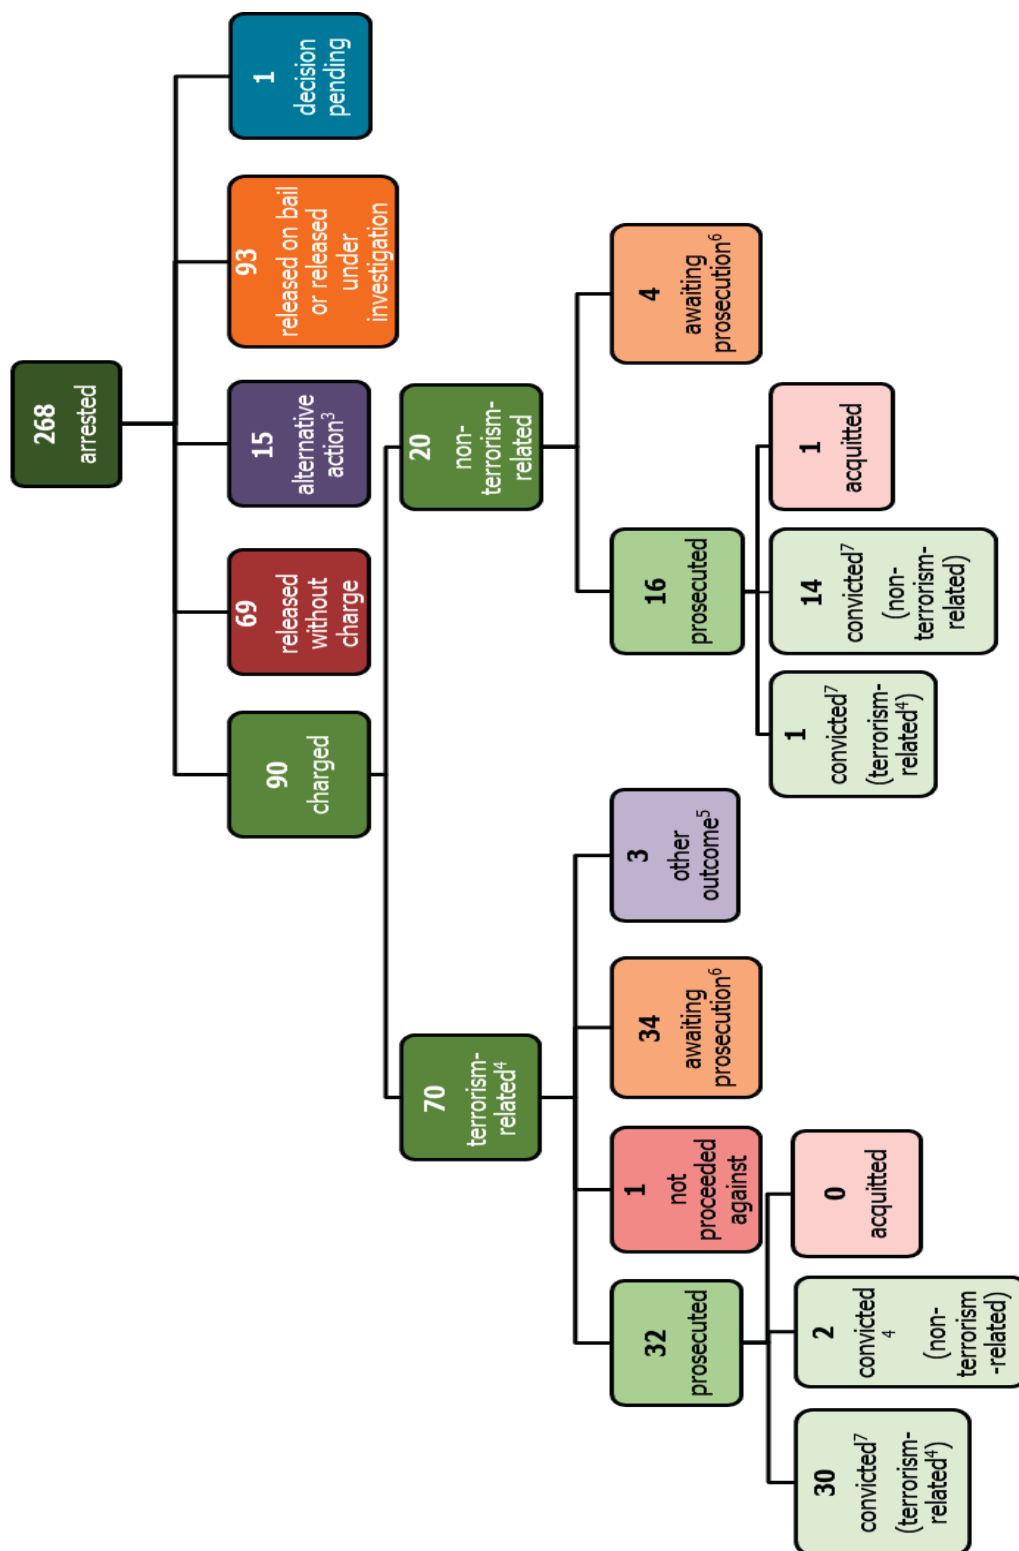 268
arrested
90
charged
69
released
without
charge
15
alternative
action³
93
released on bail
or released
under
investigation
1
decision
pending
70
terrorism-
related⁴
20
non-
terrorism-
related
32
prosecuted
1
not
proceeded
against
34
awaiting
prosecution⁶
3
other
outcome⁵
16
prosecuted
4
awaiting
prosecution⁶
30
convicted⁷
(terrorism-
related⁴)
2
convicted
4
(non-
terrorism
-related)
0
acquitted
1
convicted⁷
(terrorism-
related⁴)
14
convicted⁷
(non-
terrorism-
related)
1
acquitted